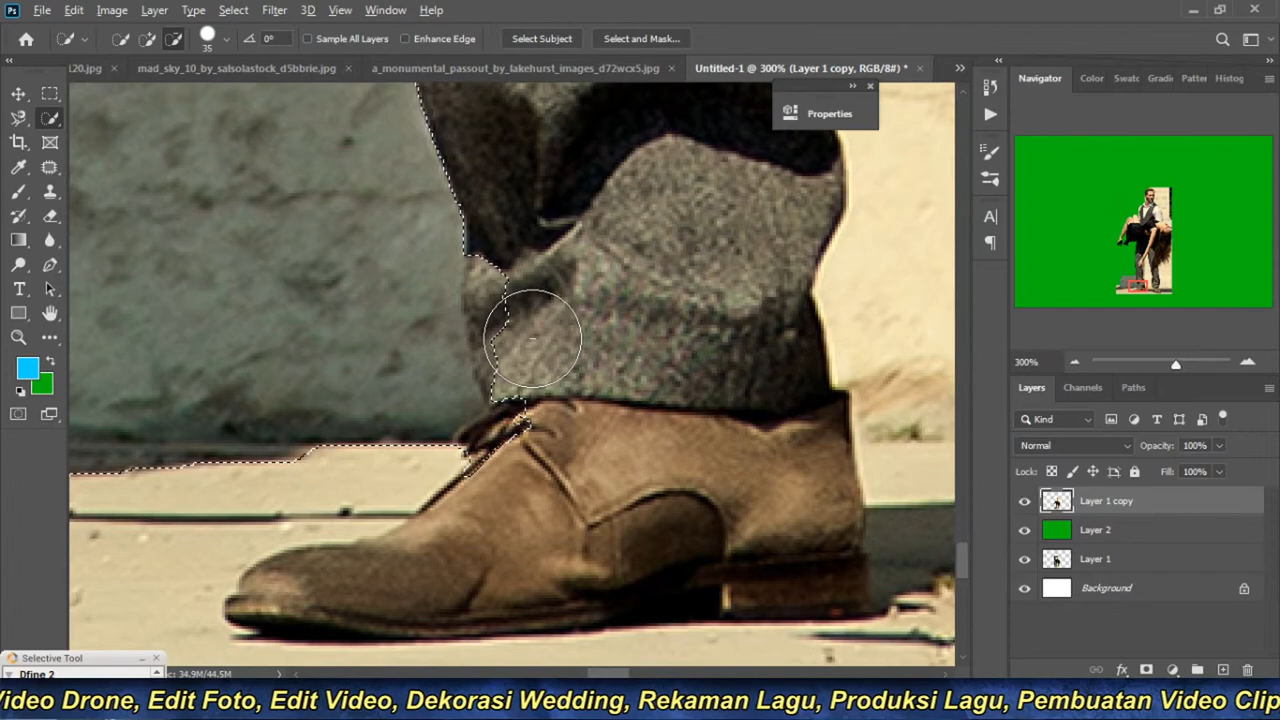 Ps File Edit Image Layer Type Select Filter 3D View Window Help
35 0° Sample All Layers Enhance Edge Select Subject Select and Mask...
L20.jpg mad_sky_10_by_salsolastock_d5bbrie.jpg a_monumental_passout_by_lakehurst_images_d72wcx5.jpg Untitled-1 @ 300% (Layer 1 copy, RGB/8#) *
Navigator Color Swatc Gradi Patter Histog
Properties
300%
Layers Channels Paths
Kind
Normal Opacity: 100%
Lock: Fill: 100%
Layer 1 copy
Layer 2
Layer 1
Background
Selective Tool
Dfine 2 34.9M/44.5M
Video Drone, Edit Foto, Edit Video, Dekorasi Wedding, Rekaman Lagu, Produksi Lagu, Pembuatan Video Clip